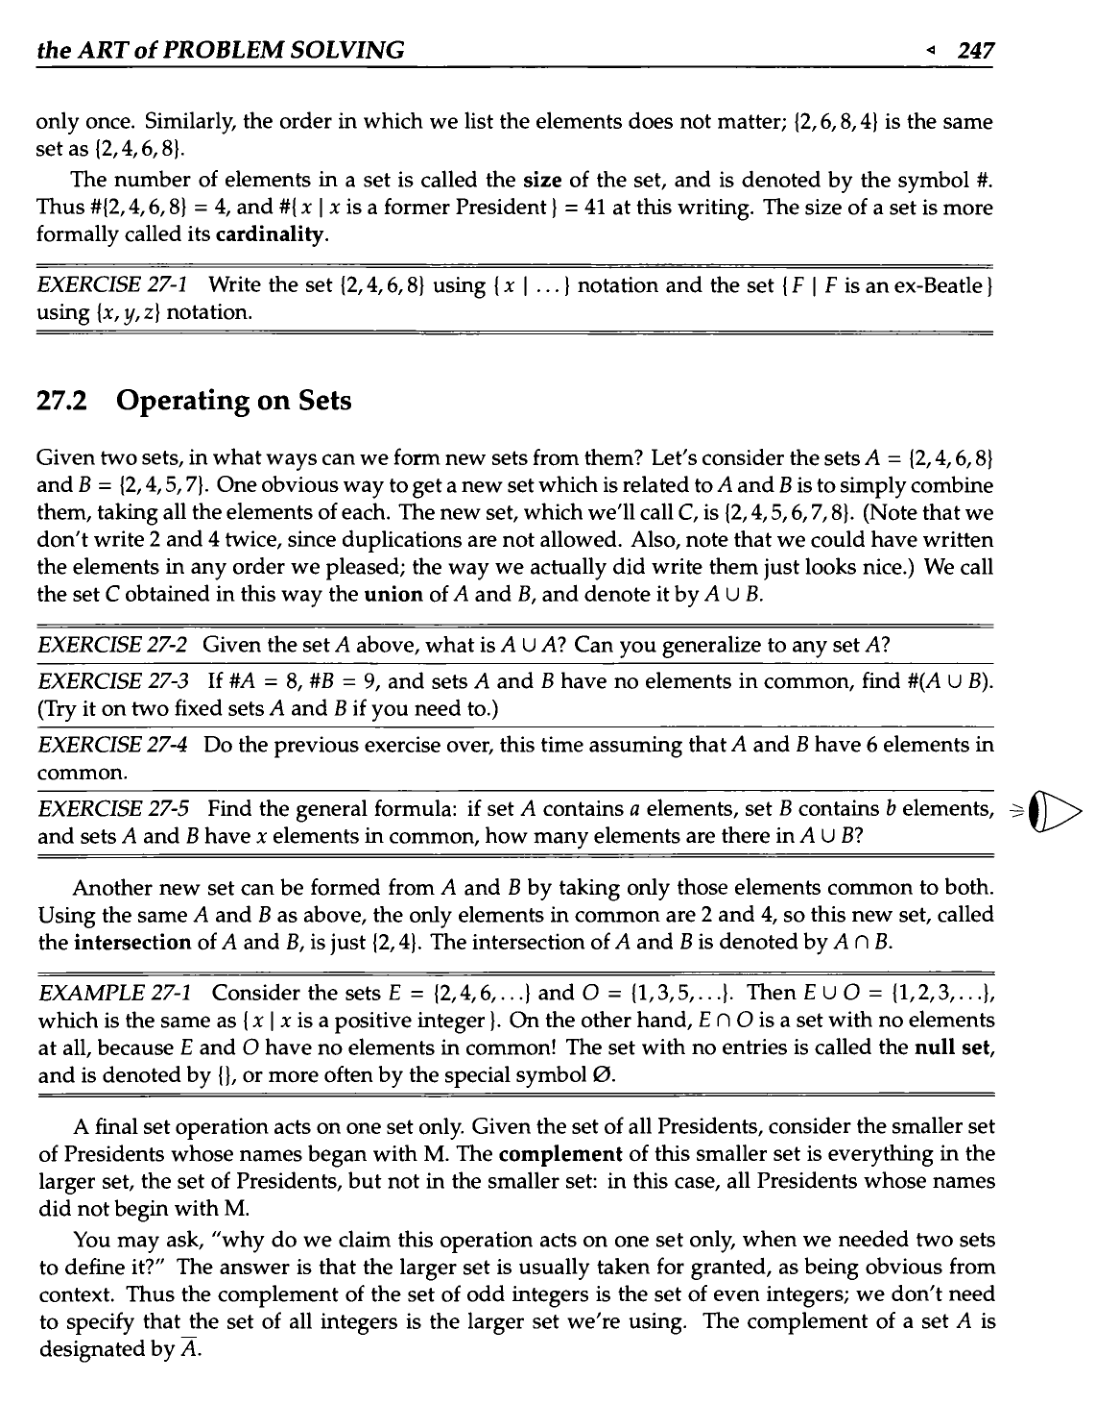 the ART of PROBLEM SOLVING ◁ 247
only once. Similarly, the order in which we list the elements does not matter; {2, 6, 8, 4} is the same
set as {2, 4, 6, 8}.
The number of elements in a set is called the size of the set, and is denoted by the symbol #.
Thus #{2, 4, 6, 8} = 4, and #{ x | x is a former President } = 41 at this writing. The size of a set is more
formally called its cardinality.
EXERCISE 27-1 Write the set {2, 4, 6, 8} using { x | ...} notation and the set { F | F is an ex-Beatle }
using {x, y, z} notation.
27.2 Operating on Sets
Given two sets, in what ways can we form new sets from them? Let's consider the sets A = {2, 4, 6, 8}
and B = {2, 4, 5, 7}. One obvious way to get a new set which is related to A and B is to simply combine
them, taking all the elements of each. The new set, which we'll call C, is {2, 4, 5, 6, 7, 8}. (Note that we
don't write 2 and 4 twice, since duplications are not allowed. Also, note that we could have written
the elements in any order we pleased; the way we actually did write them just looks nice.) We call
the set C obtained in this way the union of A and B, and denote it by A ∪ B.
EXERCISE 27-2 Given the set A above, what is A ∪ A? Can you generalize to any set A?
EXERCISE 27-3 If #A = 8, #B = 9, and sets A and B have no elements in common, find #(A ∪ B).
(Try it on two fixed sets A and B if you need to.)
EXERCISE 27-4 Do the previous exercise over, this time assuming that A and B have 6 elements in
common.
EXERCISE 27-5 Find the general formula: if set A contains a elements, set B contains b elements,
and sets A and B have x elements in common, how many elements are there in A ∪ B?
Another new set can be formed from A and B by taking only those elements common to both.
Using the same A and B as above, the only elements in common are 2 and 4, so this new set, called
the intersection of A and B, is just {2, 4}. The intersection of A and B is denoted by A ∩ B.
EXAMPLE 27-1 Consider the sets E = {2, 4, 6, ...} and O = {1, 3, 5, ...}. Then E ∪ O = {1, 2, 3, ...},
which is the same as { x | x is a positive integer }. On the other hand, E ∩ O is a set with no elements
at all, because E and O have no elements in common! The set with no entries is called the null set,
and is denoted by {}, or more often by the special symbol Ø.
A final set operation acts on one set only. Given the set of all Presidents, consider the smaller set
of Presidents whose names began with M. The complement of this smaller set is everything in the
larger set, the set of Presidents, but not in the smaller set: in this case, all Presidents whose names
did not begin with M.
You may ask, "why do we claim this operation acts on one set only, when we needed two sets
to define it?" The answer is that the larger set is usually taken for granted, as being obvious from
context. Thus the complement of the set of odd integers is the set of even integers; we don't need
to specify that the set of all integers is the larger set we're using. The complement of a set A is
designated by A̅.